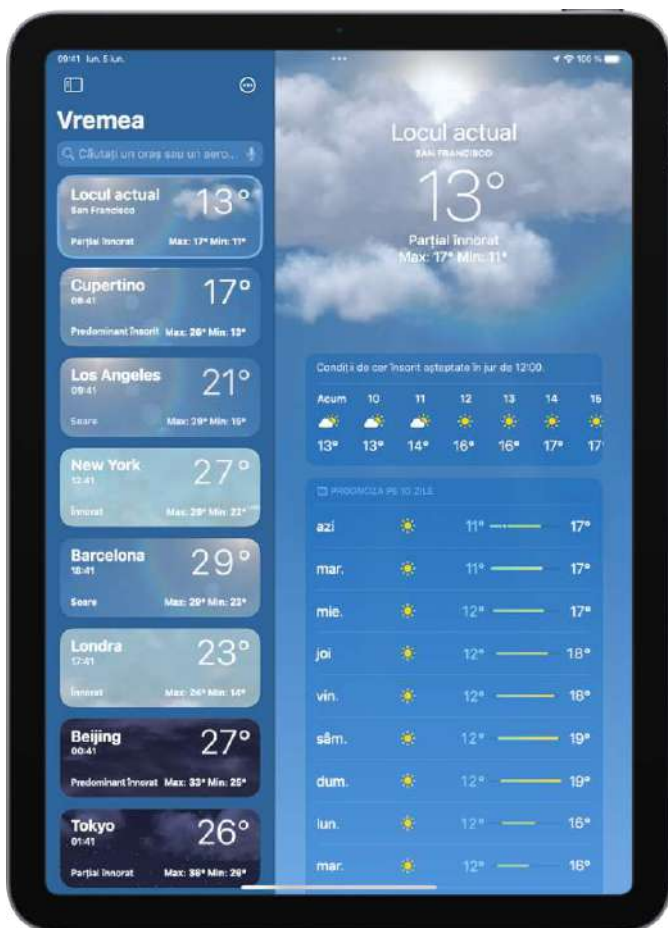 09:41 lun. 5 iun.
100 %
Vremea
Căutați un oraș sau un aero...
Locul actual 13°
San Francisco
Parțial înnorat Max: 17° Min: 11°
Cupertino 17°
09:41
Predominant însorit Max: 26° Min: 13°
Los Angeles 21°
09:41
Soare Max: 29° Min: 16°
New York 27°
12:41
Înnorat Max: 29° Min: 22°
Barcelona 29°
18:41
Soare Max: 29° Min: 23°
Londra 23°
17:41
Înnorat Max: 24° Min: 14°
Beijing 27°
00:41
Predominant înnorat Max: 33° Min: 25°
Tokyo 26°
01:41
Parțial înnorat Max: 36° Min: 26°
Locul actual
SAN FRANCISCO
13°
Parțial înnorat
Max: 17° Min: 11°
Condiții de cer însorit așteptate în jur de 12:00.
Acum 10 11 12 13 14 15
13° 13° 14° 16° 16° 17° 17
PROGNOZA PE 10 ZILE
azi 11° 17°
mar. 11° 17°
mie. 12° 17°
joi 12° 18°
vin. 12° 18°
sâm. 12° 19°
dum. 12° 19°
lun. 12° 16°
mar. 12° 16°